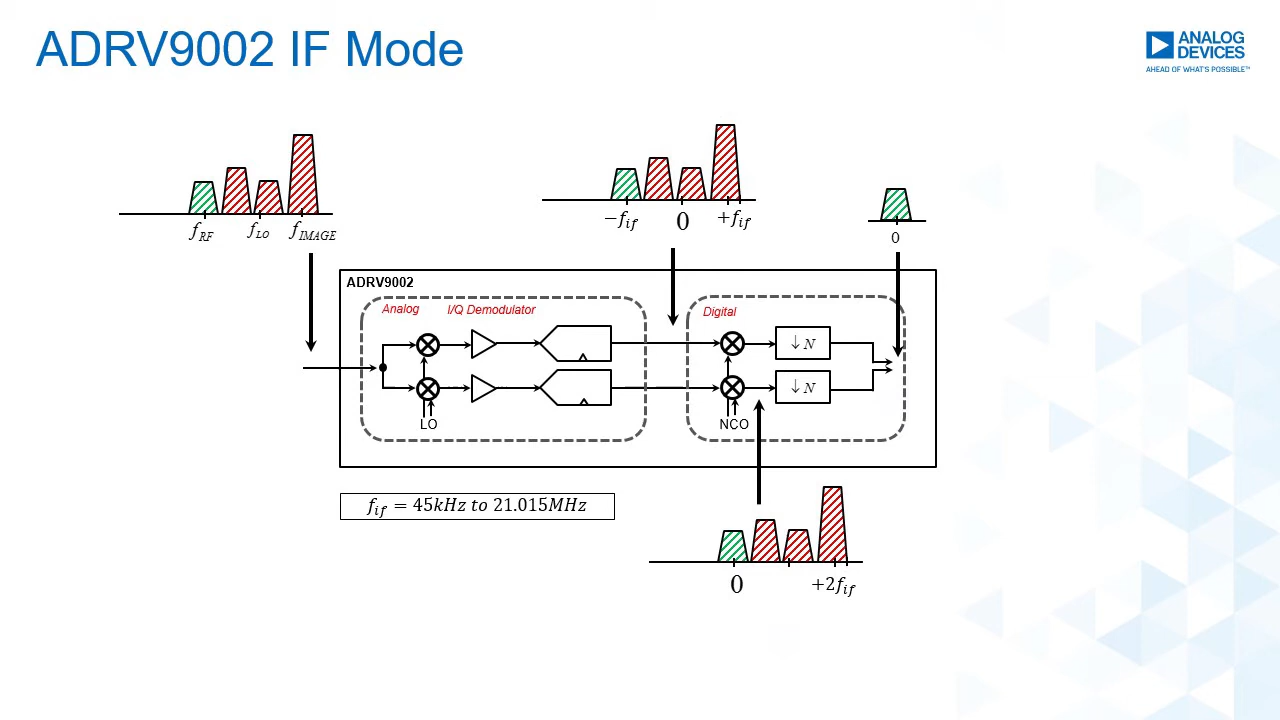 ADRV9002 IF Mode
ANALOG
DEVICES
AHEAD OF WHAT'S POSSIBLE™
f_RF f_LO f_IMAGE
−f_if 0 +f_if
0
ADRV9002
Analog I/Q Demodulator
Digital
↓N
↓N
LO
NCO
f_if = 45kHz to 21.015MHz
0 +2f_if